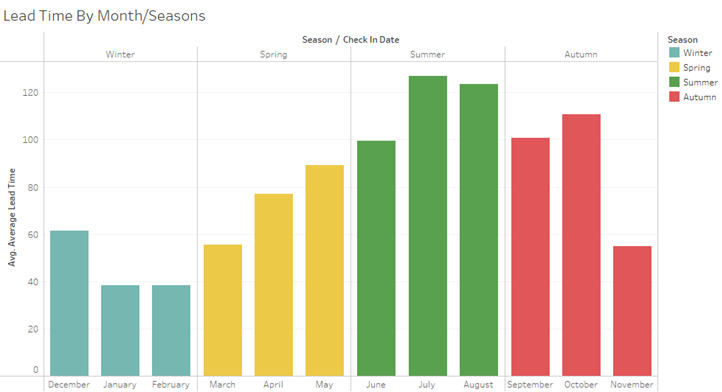 Lead Time By Month/Seasons
Season / Check In Date
Winter Spring Summer Autumn
Season
Winter
Spring
Summer
Autumn
Avg. Average Lead Time
120
100
80
60
40
20
0
December January February March April May June July August September October November